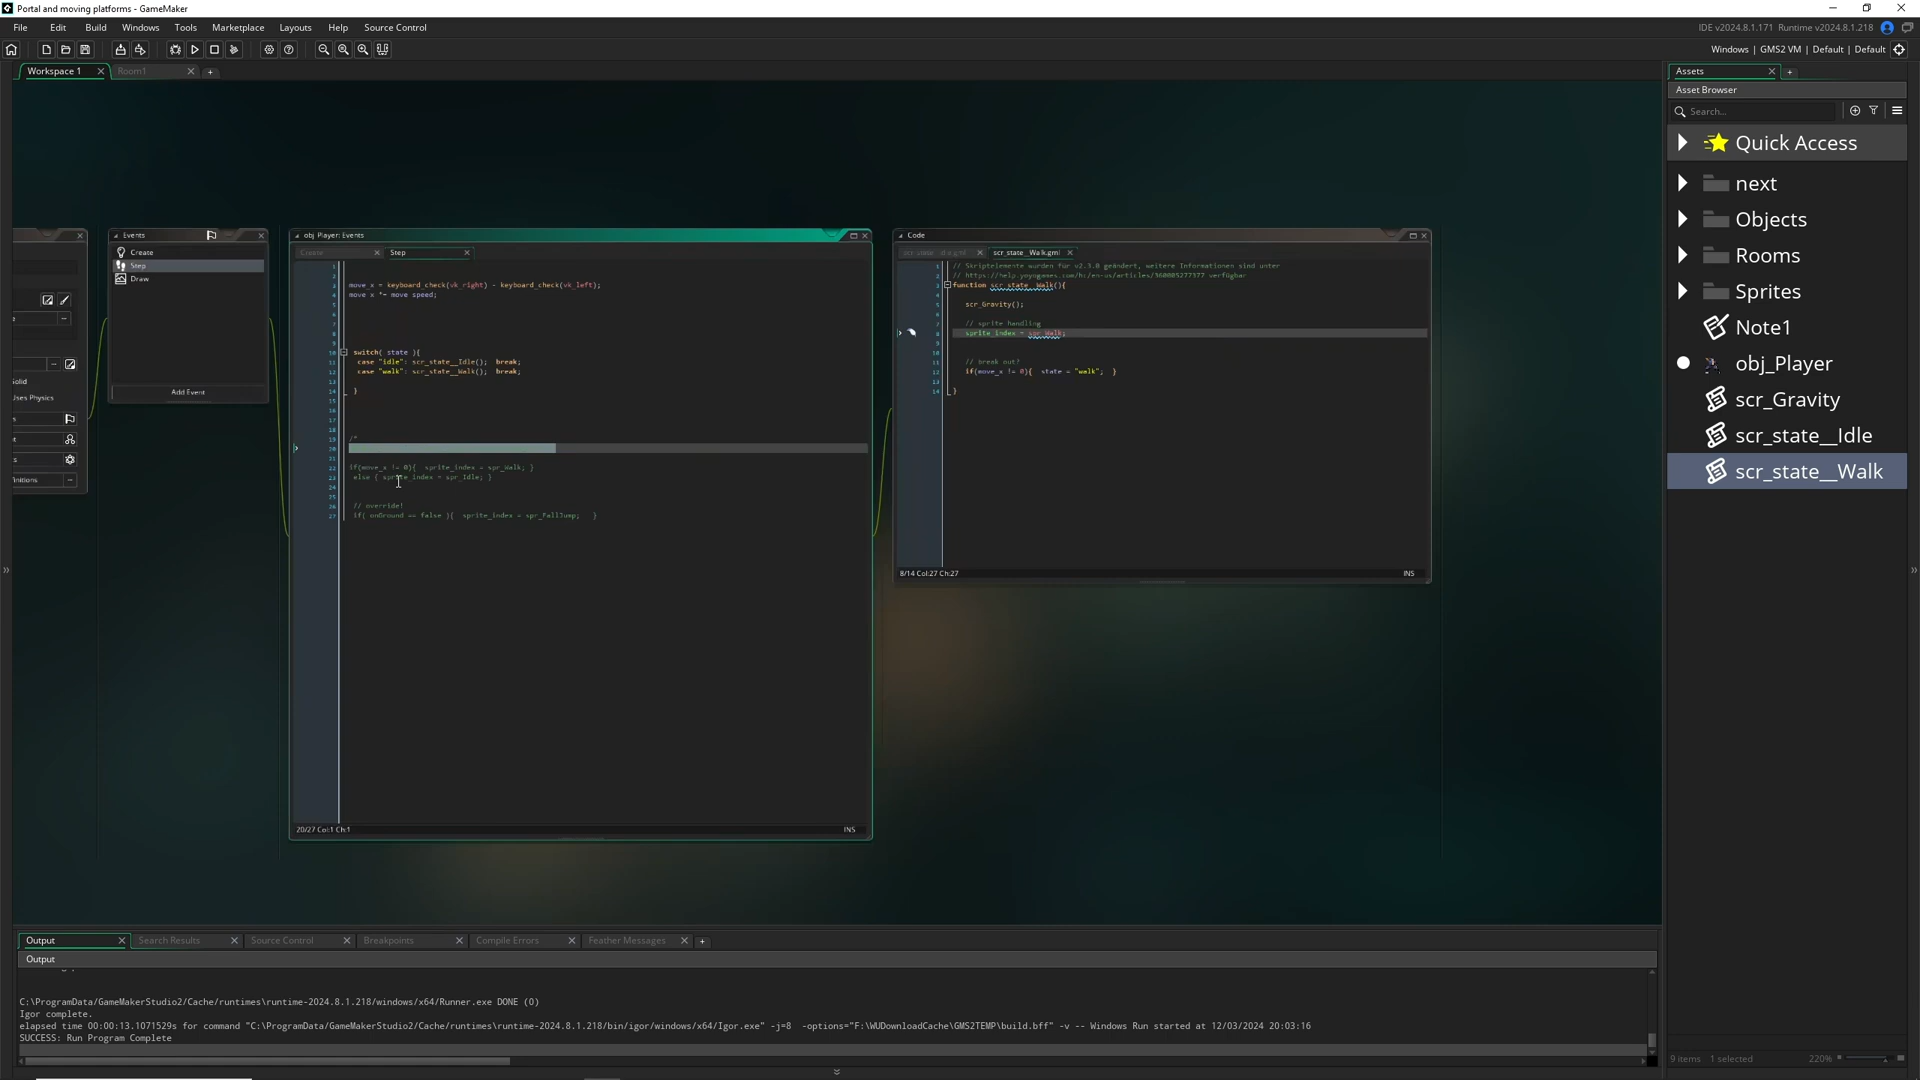 Portal and moving platforms - GameMaker
File Edit Build Windows Tools Marketplace Layouts Help Source Control
IDE v2024.8.1.171 Runtime v2024.8.1.218
Windows | GMS2 VM | Default | Default
Workspace 1
Room1
Assets
Asset Browser
Search...
Quick Access
next
Objects
Rooms
Sprites
Note1
obj_Player
scr_Gravity
scr_state__Idle
scr_state__Walk
9 items 1 selected
220%
olid
Uses Physics
Events
Create
Step
Draw
Add Event
obj Player: Events
Create
Step
move_x = keyboard_check(vk_right) - keyboard_check(vk_left);
move x *= move speed;
switch( state ){
case "idle": scr_state__Idle(); break;
case "walk": scr_state__Walk(); break;
}
/*
if(move_x != 0){ sprite_index = spr_Walk; }
else { sprite_index = spr_Idle; }
// override!
if( onGround == false ){ sprite_index = spr_FallJump; }
20/27 Col:1 Ch:1
INS
Code
scr_state__Walk.gml
// Skriptelemente wurden für v2.3.0 geändert, weitere Informationen sind unter
// https://help.yoyogames.com/hc/en-us/articles/360005277377 verfügbar
function scr_state__Walk(){
scr_Gravity();
// sprite handling
sprite_index = spr_Walk;
// break out?
if(move_x != 0){ state = "walk"; }
}
8/14 Col:27 Ch:27
INS
Output
Search Results
Source Control
Breakpoints
Compile Errors
Feather Messages
Output
C:\ProgramData/GameMakerStudio2/Cache/runtimes\runtime-2024.8.1.218/windows/x64/Runner.exe DONE (0)
Igor complete.
elapsed time 00:00:13.1071529s for command "C:\ProgramData/GameMakerStudio2/Cache/runtimes\runtime-2024.8.1.218/bin/igor/windows/x64/Igor.exe" -j=8 -options="F:\WUDownloadCache\GMS2TEMP\build.bff" -v -- Windows Run started at 12/03/2024 20:03:16
SUCCESS: Run Program Complete